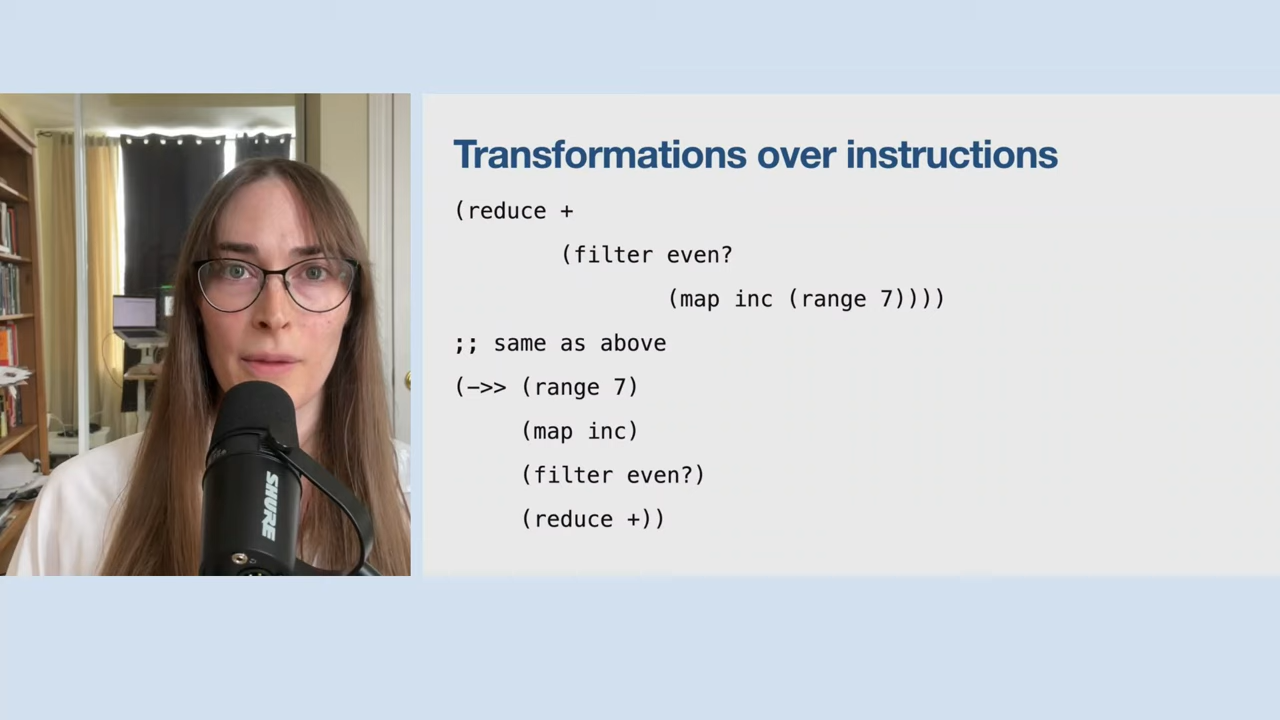 Transformations over instructions
(reduce +
(filter even?
(map inc (range 7))))
;; same as above
(->> (range 7)
(map inc)
(filter even?)
(reduce +))
SHURE